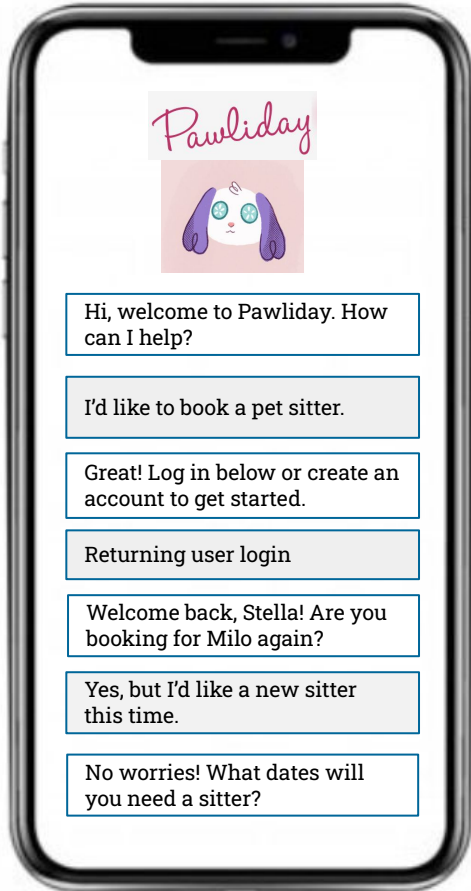 Pawliday
Hi, welcome to Pawliday. How
can I help?
I’d like to book a pet sitter.
Great! Log in below or create an
account to get started.
Returning user login
Welcome back, Stella! Are you
booking for Milo again?
Yes, but I’d like a new sitter
this time.
No worries! What dates will
you need a sitter?